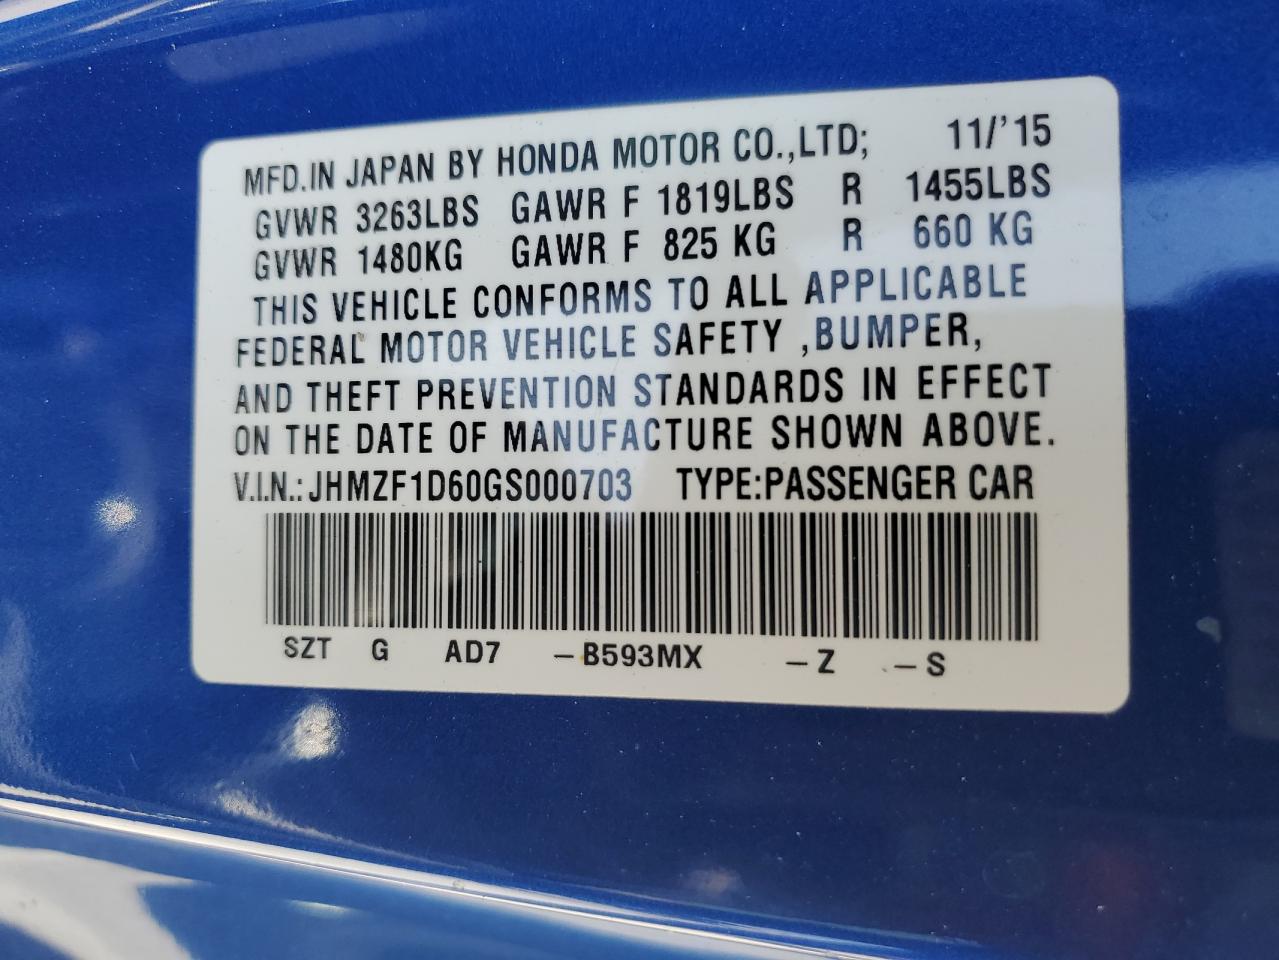 MFD.IN JAPAN BY HONDA MOTOR CO.,LTD; 11/'15
GVWR 3263LBS GAWR F 1819LBS R 1455LBS
GVWR 1480KG GAWR F 825 KG R 660 KG
THIS VEHICLE CONFORMS TO ALL APPLICABLE
FEDERAL MOTOR VEHICLE SAFETY ,BUMPER,
AND THEFT PREVENTION STANDARDS IN EFFECT
ON THE DATE OF MANUFACTURE SHOWN ABOVE.
V.I.N.:JHMZF1D60GS000703 TYPE:PASSENGER CAR
SZT G AD7 -B593MX -Z -S